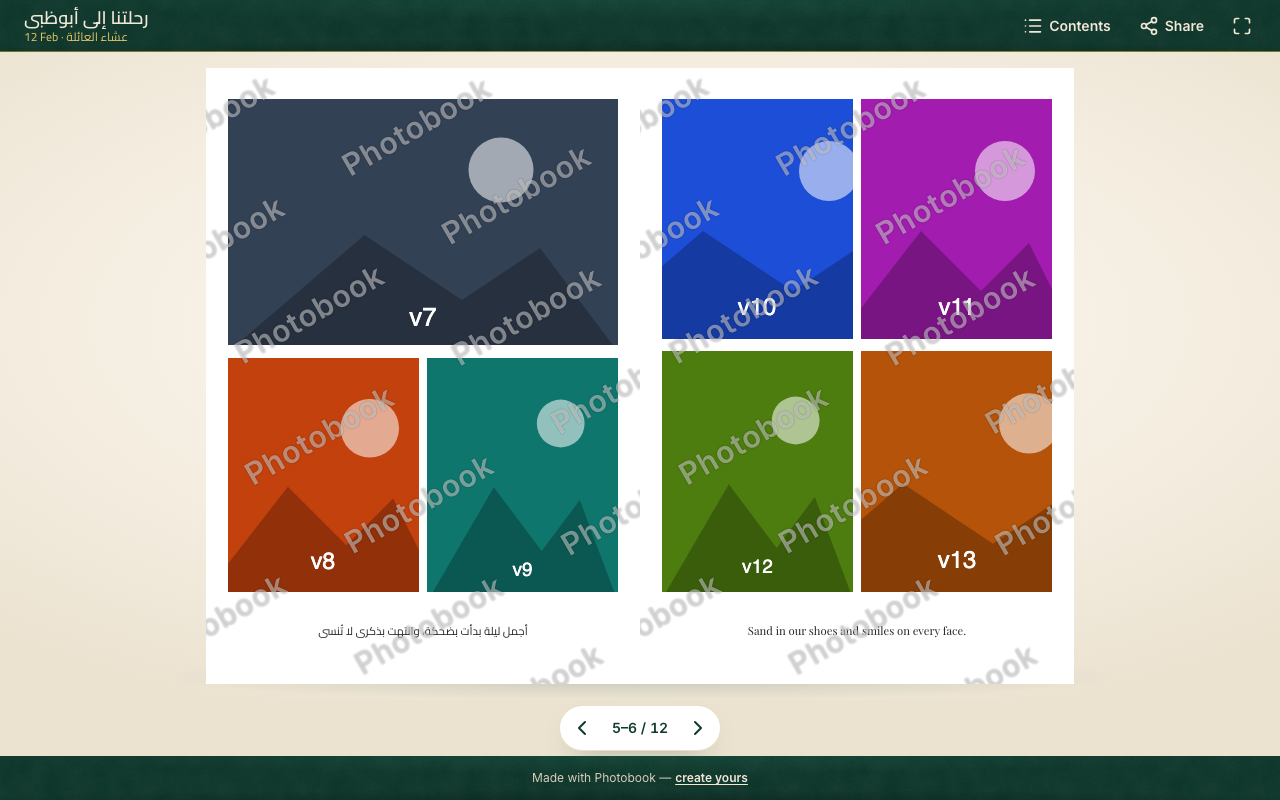 رحلتنا إلى أبوظبي
12 Feb · عشاء العائلة
Contents
Share
Photobook
v7
v8
v9
أجمل ليلة بدأت بضحكة، وانتهت بذكرى لا تُنسى
v10
v11
v12
v13
Sand in our shoes and smiles on every face.
5–6 / 12
Made with Photobook — create yours